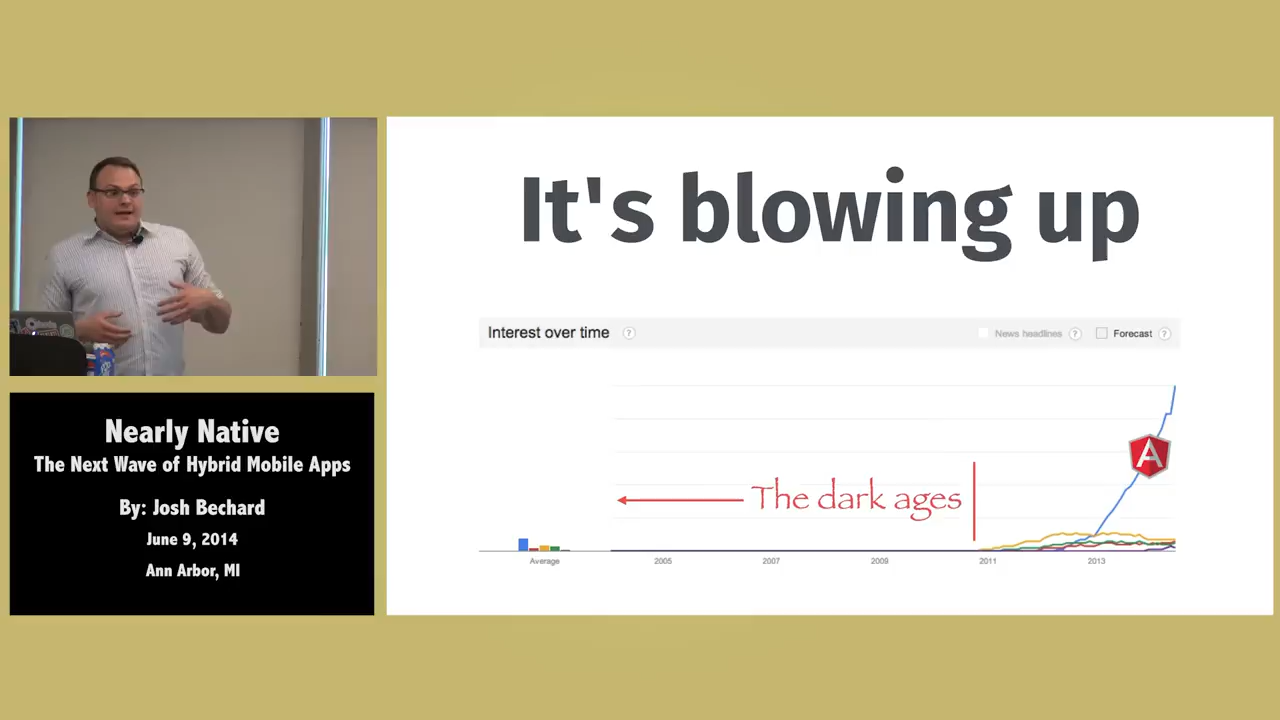 It's blowing up
Interest over time ?
News headlines ? Forecast ?
A
The dark ages
Average 2005 2007 2009 2011 2013
Nearly Native
The Next Wave of Hybrid Mobile Apps
By: Josh Bechard
June 9, 2014
Ann Arbor, MI